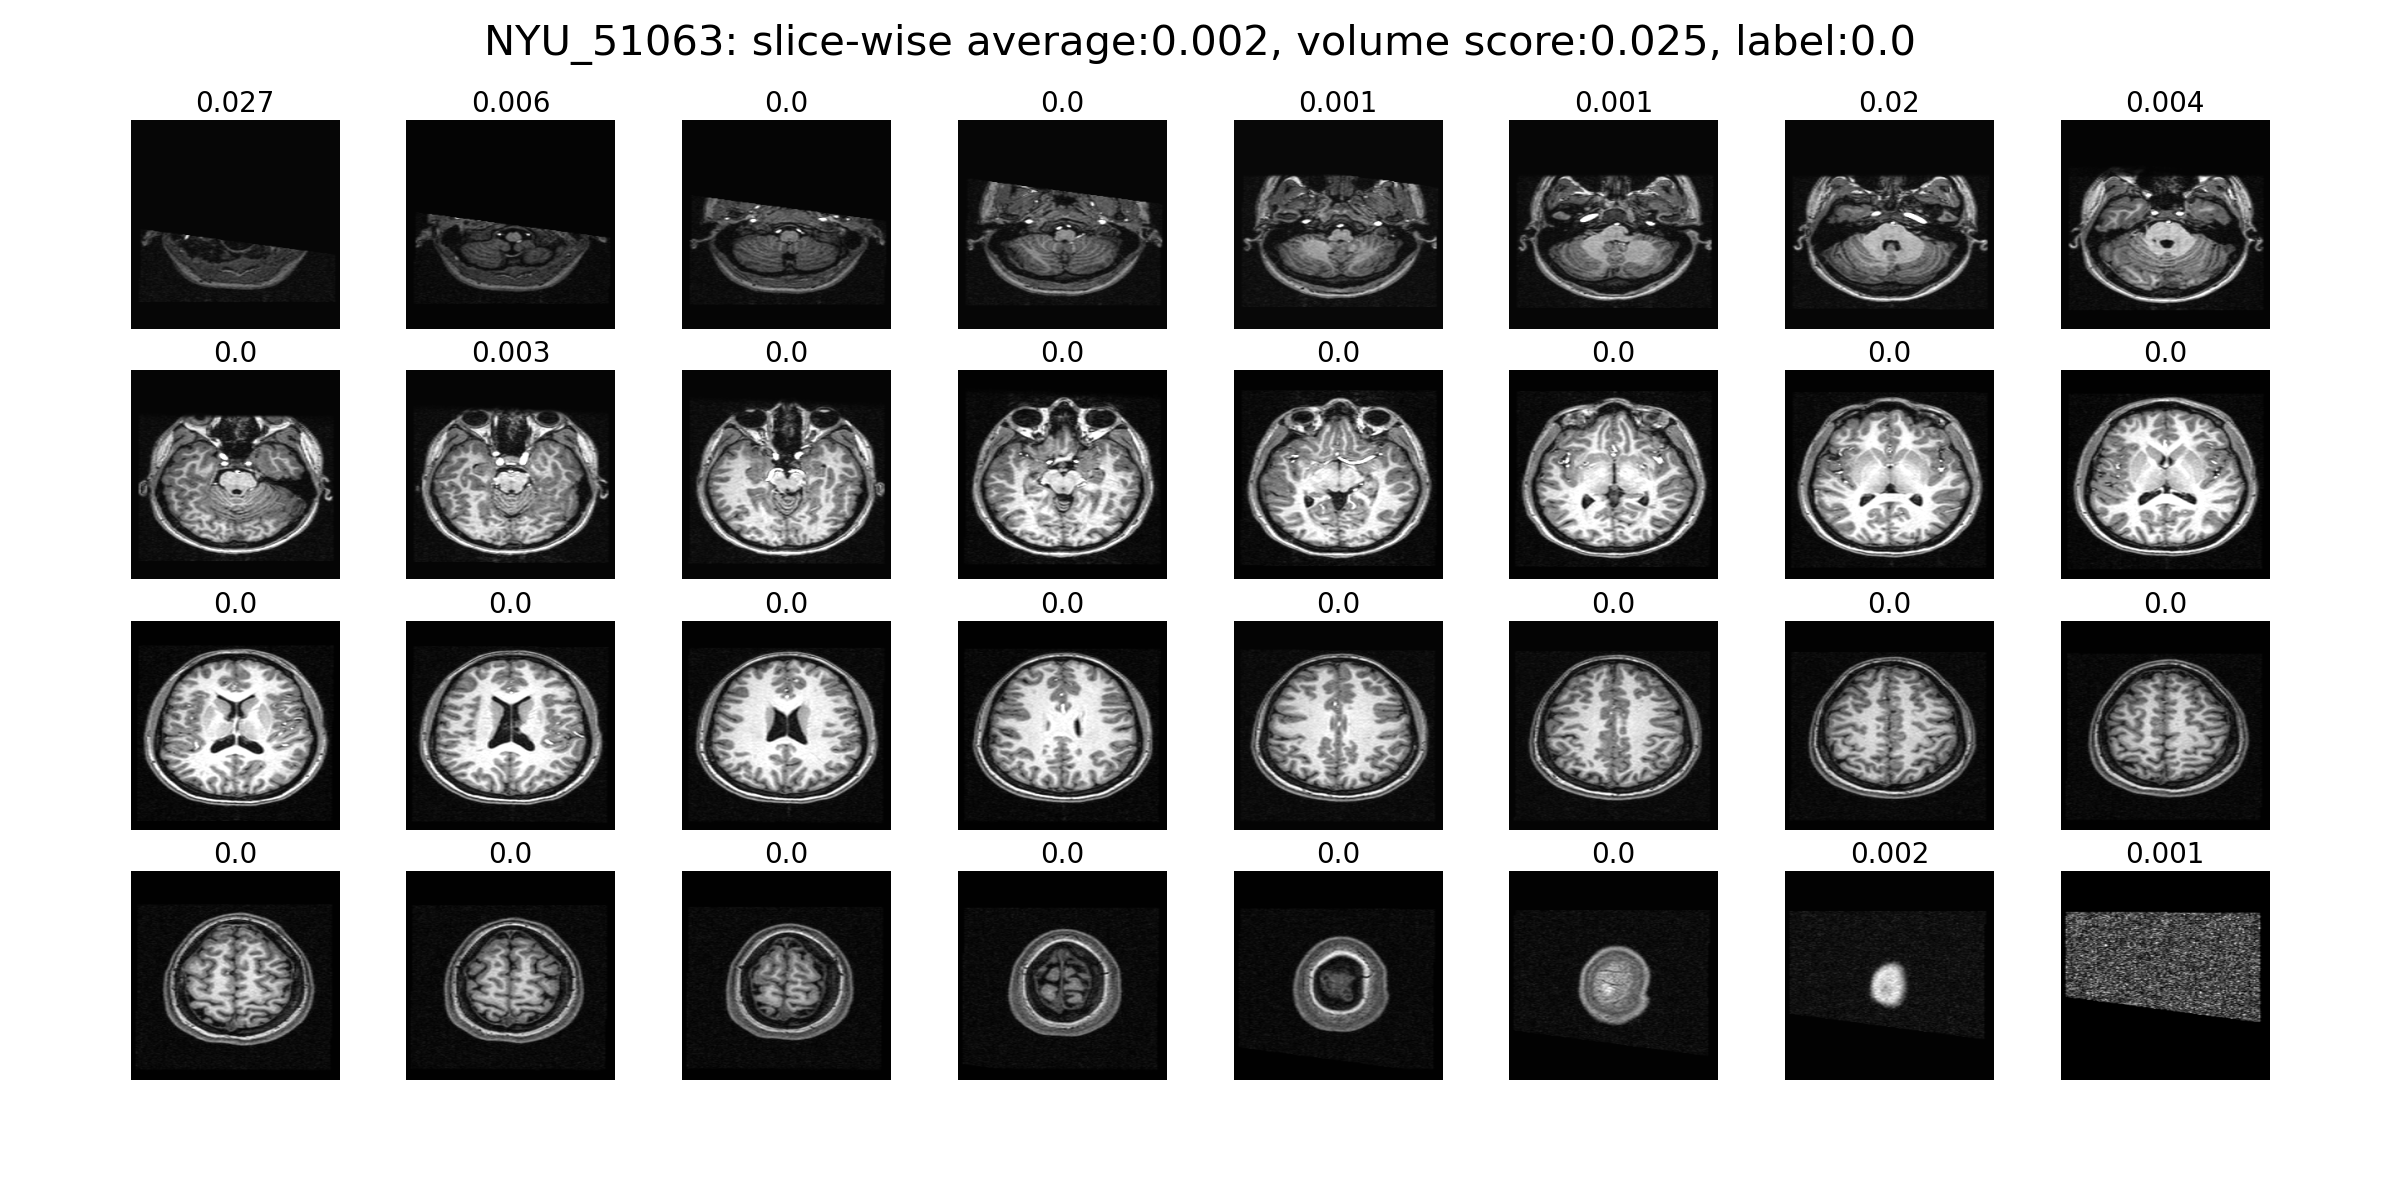 NYU_51063: slice-wise average:0.002, volume score:0.025, label:0.0
0.027 0.006 0.0 0.0 0.001 0.001 0.02 0.004
0.0 0.003 0.0 0.0 0.0 0.0 0.0 0.0
0.0 0.0 0.0 0.0 0.0 0.0 0.0 0.0
0.0 0.0 0.0 0.0 0.0 0.0 0.002 0.001